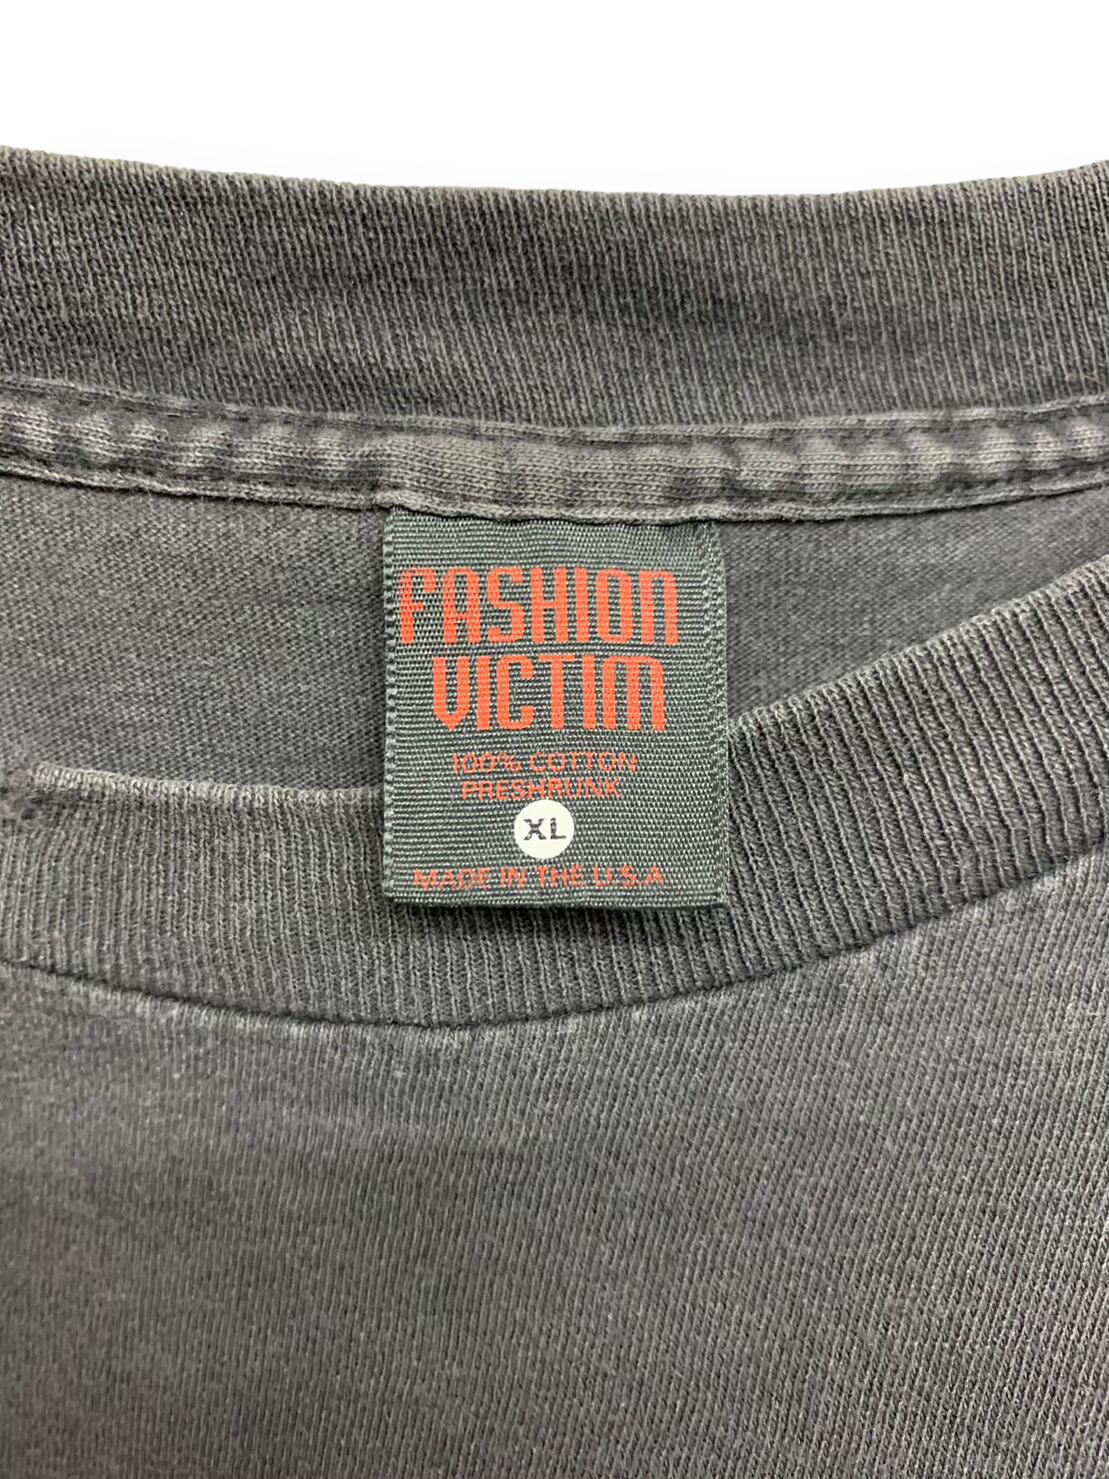 FASHION
VICTIM
100% COTTON
PRESHRUNK
XL
MADE IN THE U.S.A